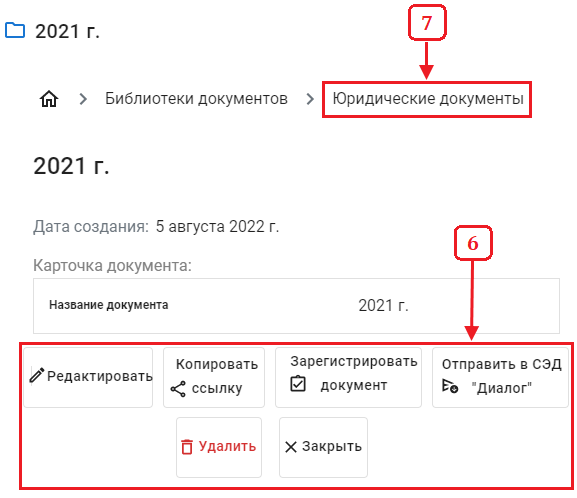 7
2021 г.
Библиотеки документов Юридические документы
2021 г.
Дата создания: 5 августа 2022 г.
6
Карточка документа:
Название документа 2021 г.
Редактировать
Копировать
ссылку
Зарегистрировать
документ
Отправить в СЭД
"Диалог"
Удалить
Закрыть